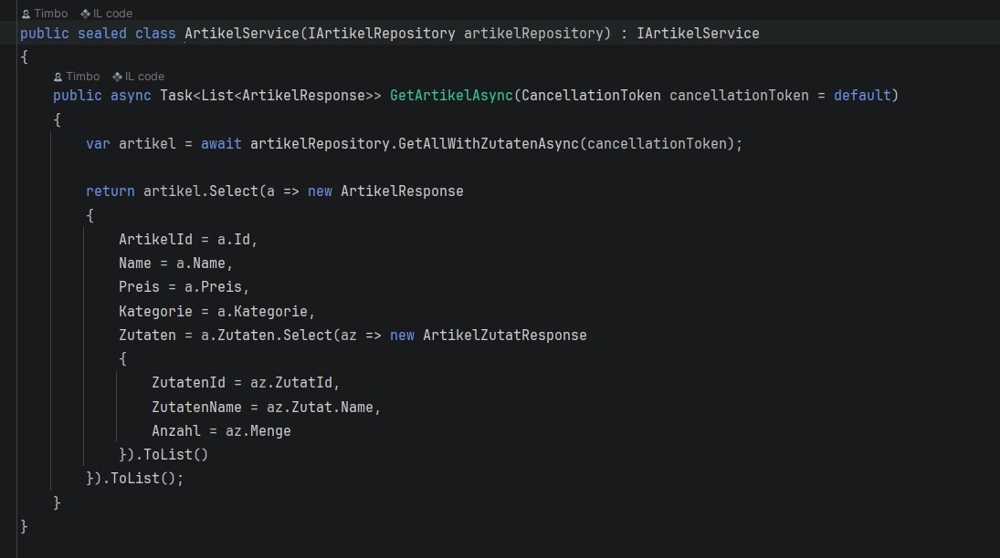 Timbo IL code
public sealed class ArtikelService(IArtikelRepository artikelRepository) : IArtikelService
{
Timbo IL code
public async Task<List<ArtikelResponse>> GetArtikelAsync(CancellationToken cancellationToken = default)
{
var artikel = await artikelRepository.GetAllWithZutatenAsync(cancellationToken);
return artikel.Select(a => new ArtikelResponse
{
ArtikelId = a.Id,
Name = a.Name,
Preis = a.Preis,
Kategorie = a.Kategorie,
Zutaten = a.Zutaten.Select(az => new ArtikelZutatResponse
{
ZutatenId = az.ZutatId,
ZutatenName = az.Zutat.Name,
Anzahl = az.Menge
}).ToList()
}).ToList();
}
}